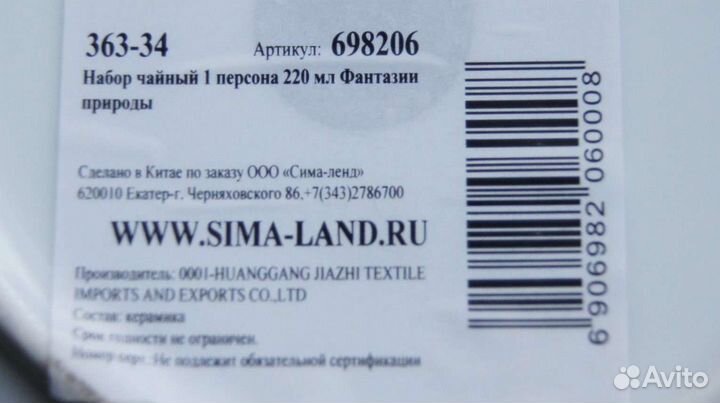 363-34 Артикул: 698206
Набор чайный 1 персона 220 мл Фантазии
природы
Сделано в Китае по заказу ООО «Сима-ленд»
620010 Екатер-г. Черняховского 86,+7(343)2786700
WWW.SIMA-LAND.RU
Производитель: 0001-HUANGGANG JIAZHI TEXTILE
IMPORTS AND EXPORTS CO.,LTD
Состав: керамика
Срок годности не ограничен.
Номер серт.:Не подлежит обязательной сертификации
6 906982 060008
Avito